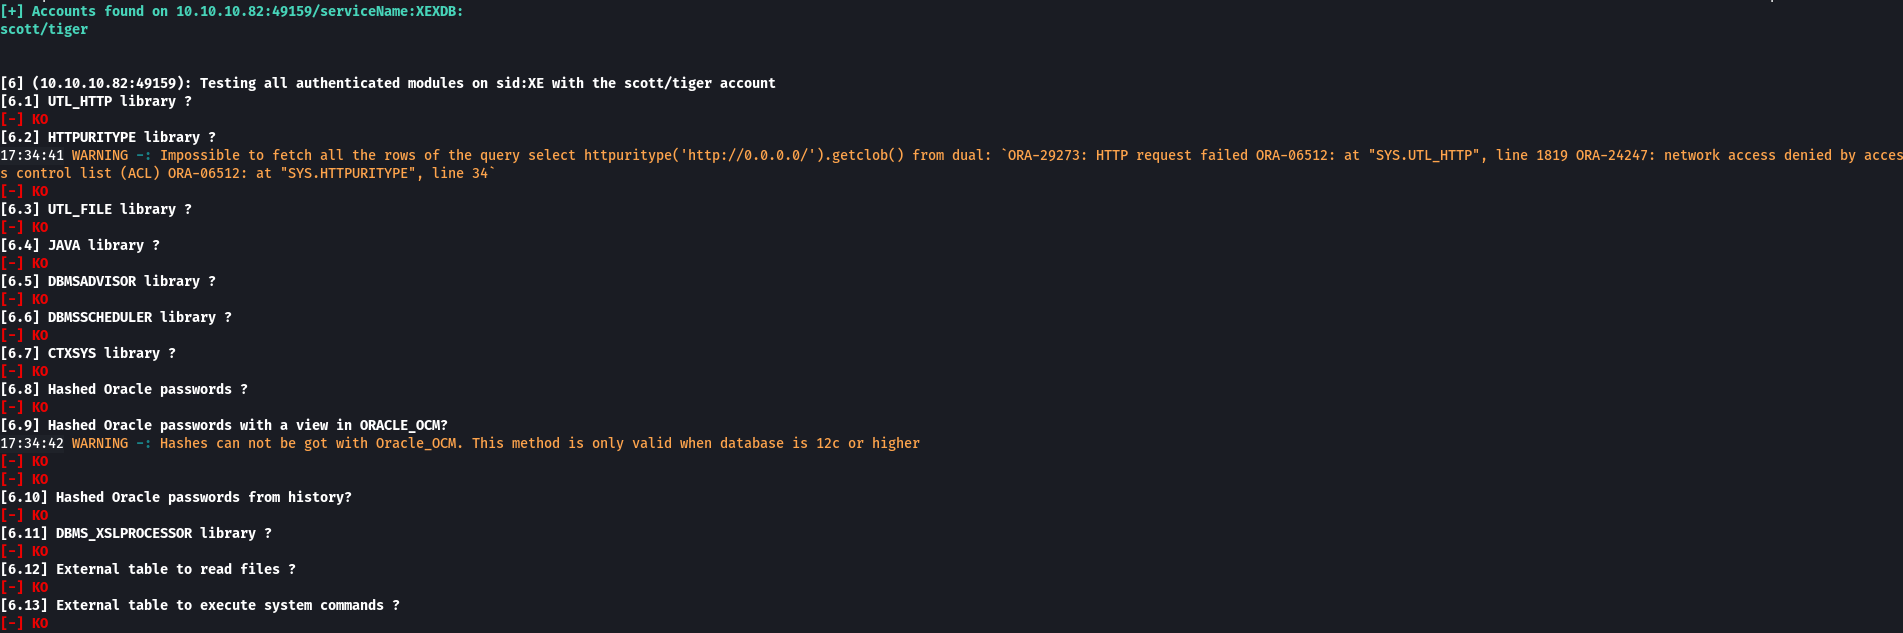 [+] Accounts found on 10.10.10.82:49159/serviceName:XEXDB:
scott/tiger
[6] (10.10.10.82:49159): Testing all authenticated modules on sid:XE with the scott/tiger account
[6.1] UTL_HTTP library ?
[-] KO
[6.2] HTTPURITYPE library ?
17:34:41 WARNING -: Impossible to fetch all the rows of the query select httpuritype('http://0.0.0.0/').getclob() from dual: `ORA-29273: HTTP request failed ORA-06512: at "SYS.UTL_HTTP", line 1819 ORA-24247: network access denied by acces
s control list (ACL) ORA-06512: at "SYS.HTTPURITYPE", line 34`
[-] KO
[6.3] UTL_FILE library ?
[-] KO
[6.4] JAVA library ?
[-] KO
[6.5] DBMSADVISOR library ?
[-] KO
[6.6] DBMSSCHEDULER library ?
[-] KO
[6.7] CTXSYS library ?
[-] KO
[6.8] Hashed Oracle passwords ?
[-] KO
[6.9] Hashed Oracle passwords with a view in ORACLE_OCM?
17:34:42 WARNING -: Hashes can not be got with Oracle_OCM. This method is only valid when database is 12c or higher
[-] KO
[-] KO
[6.10] Hashed Oracle passwords from history?
[-] KO
[6.11] DBMS_XSLPROCESSOR library ?
[-] KO
[6.12] External table to read files ?
[-] KO
[6.13] External table to execute system commands ?
[-] KO